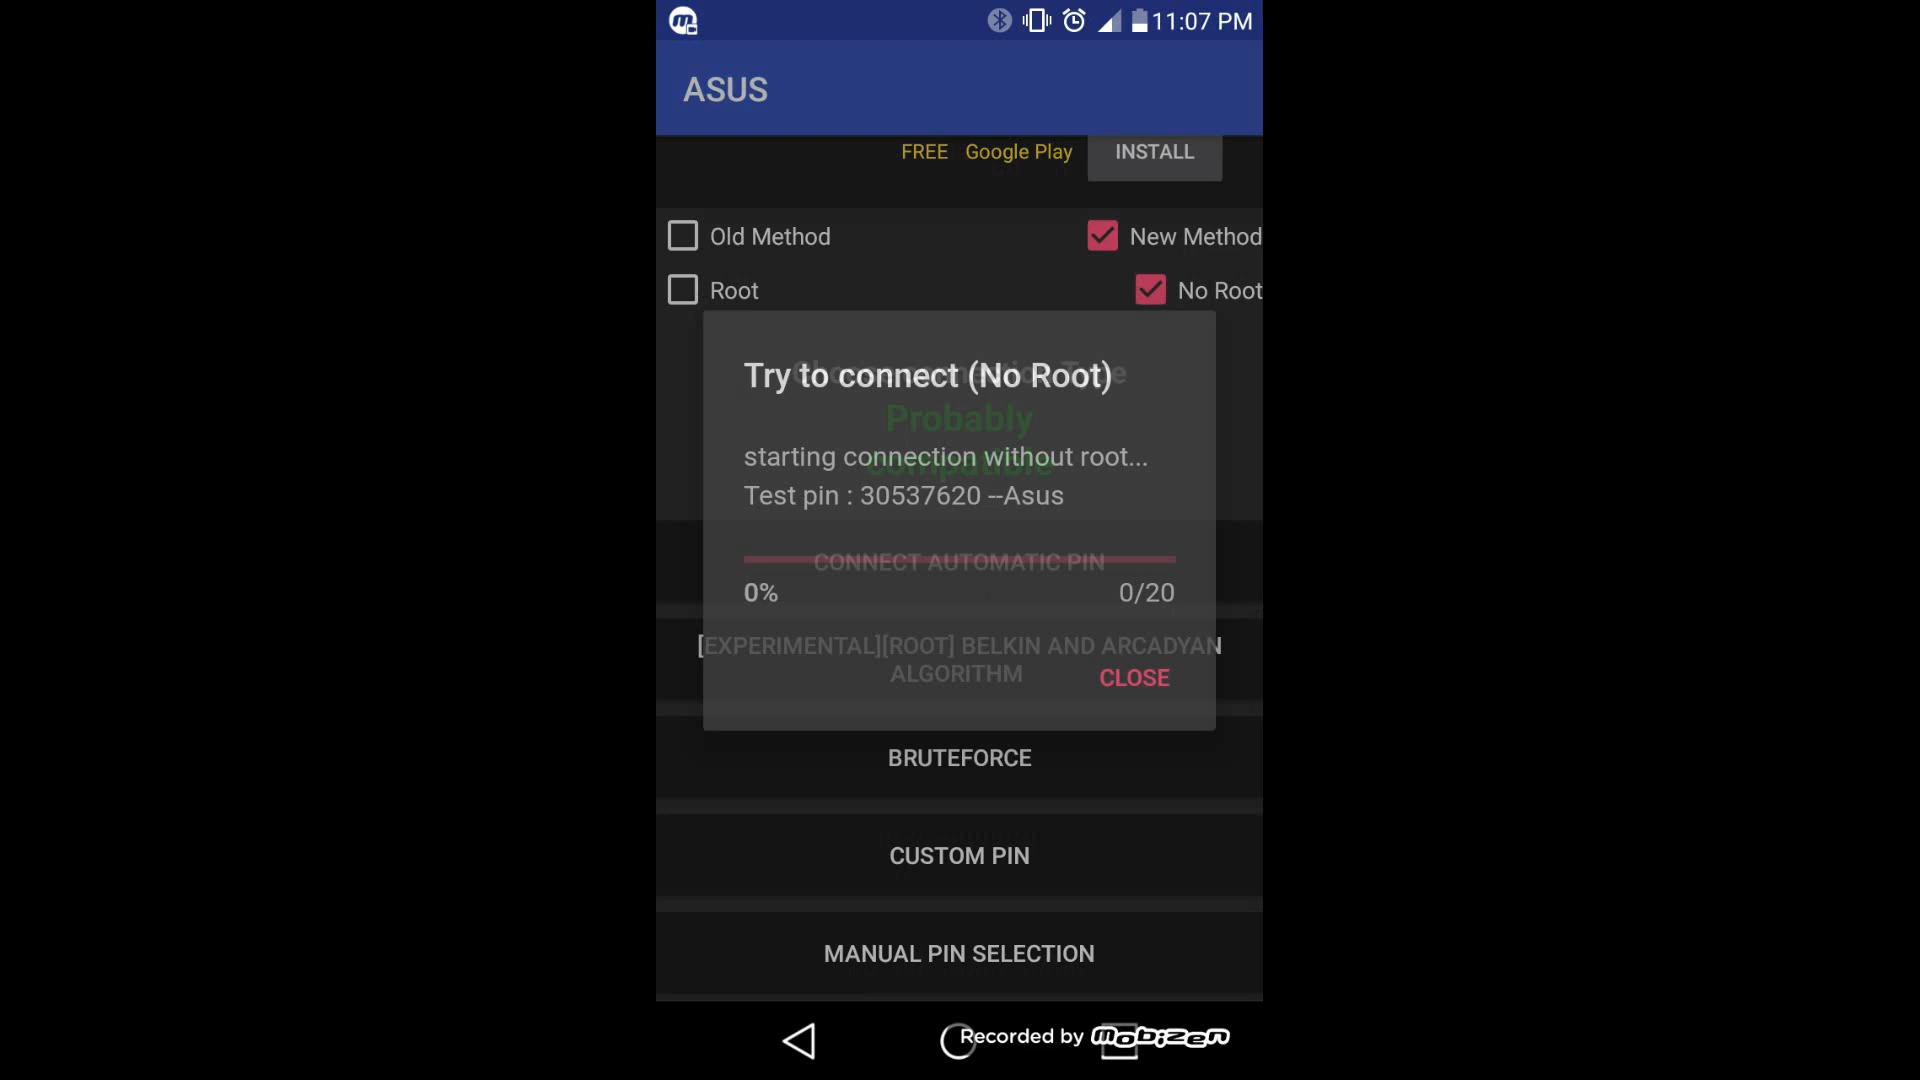 11:07 PM
ASUS
FREE Google Play INSTALL
Old Method New Method
Root No Root
Try to connect (No Root)
Probably
compatible
starting connection without root...
Test pin : 30537620 --Asus
CONNECT AUTOMATIC PIN
0% 0/20
[EXPERIMENTAL][ROOT] BELKIN AND ARCADYAN
ALGORITHM
CLOSE
BRUTEFORCE
CUSTOM PIN
MANUAL PIN SELECTION
Recorded by mobizen